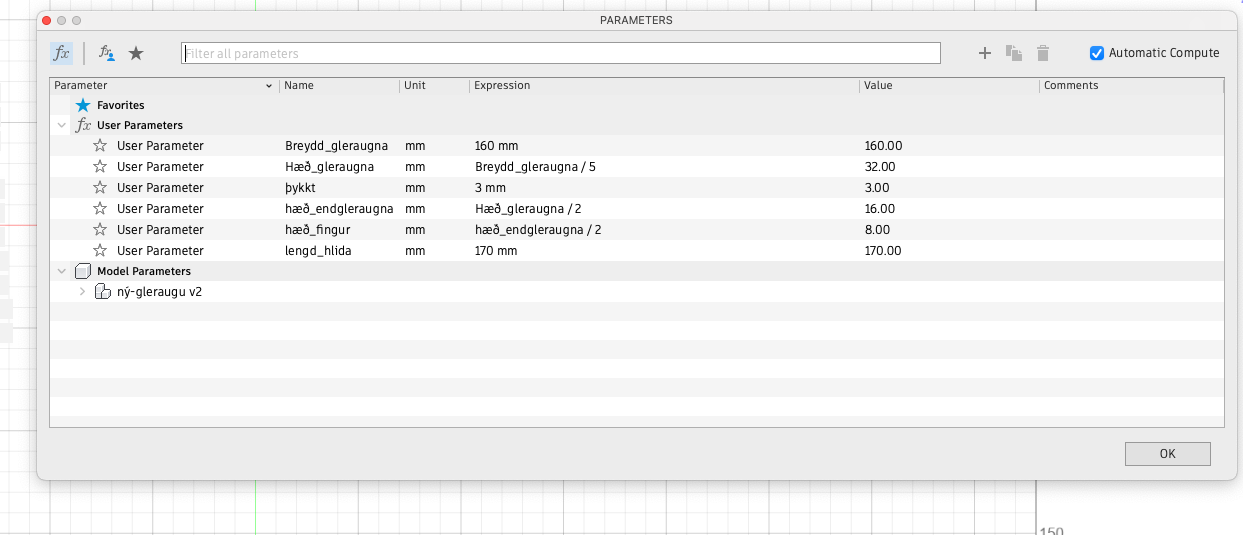 PARAMETERS
fx fx Filter all parameters Automatic Compute
Parameter Name Unit Expression Value Comments
Favorites
fx User Parameters
User Parameter Breydd_gleraugna mm 160 mm 160.00
User Parameter Hæð_gleraugna mm Breydd_gleraugna / 5 32.00
User Parameter þykkt mm 3 mm 3.00
User Parameter hæð_endgleraugna mm Hæð_gleraugna / 2 16.00
User Parameter hæð_fingur mm hæð_endgleraugna / 2 8.00
User Parameter lengd_hlida mm 170 mm 170.00
Model Parameters
ný-gleraugu v2
OK
150